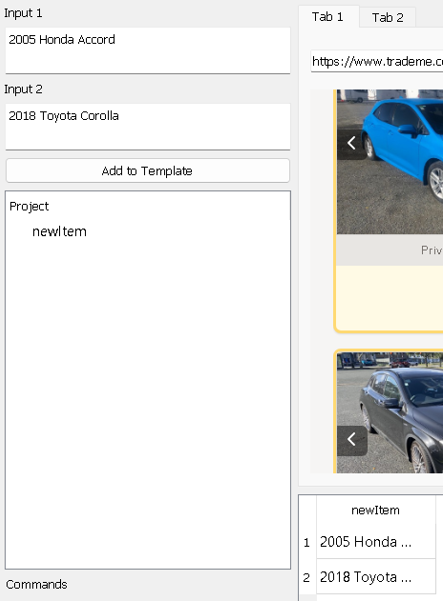 Input 1
2005 Honda Accord
Input 2
2018 Toyota Corolla
Add to Template
Project
newItem
Commands
Tab 1
Tab 2
https://www.trademe.c
Priv
newItem
1 2005 Honda ...
2 2018 Toyota ...